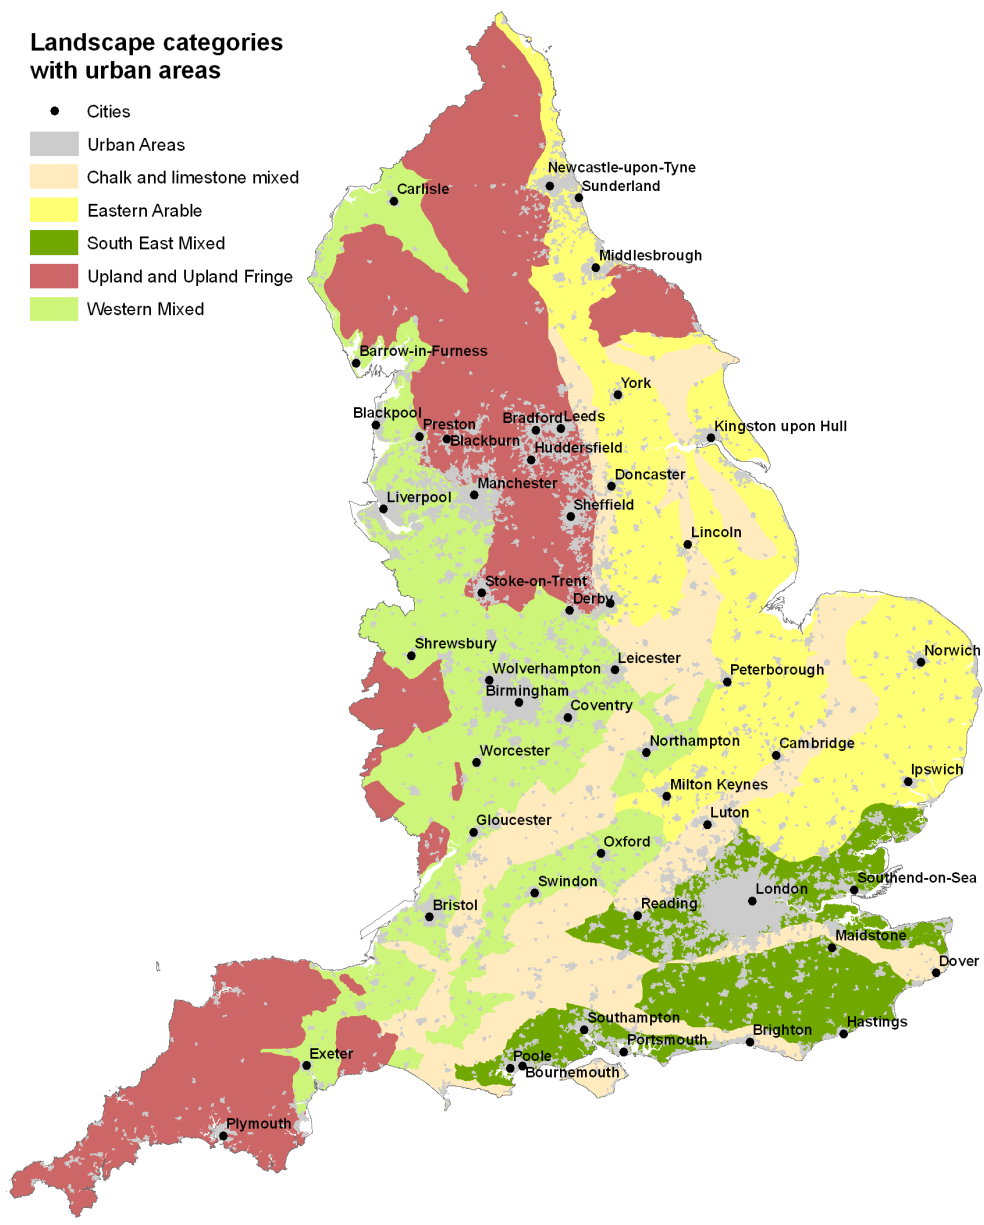 Landscape categories
with urban areas
Cities
Urban Areas
Chalk and limestone mixed
Eastern Arable
South East Mixed
Upland and Upland Fringe
Western Mixed
Newcastle-upon-Tyne
Sunderland
Carlisle
Middlesbrough
Barrow-in-Furness
York
Blackpool
Preston
Bradford
Leeds
Kingston upon Hull
Blackburn
Huddersfield
Doncaster
Manchester
Liverpool
Sheffield
Lincoln
Stoke-on-Trent
Derby
Shrewsbury
Norwich
Leicester
Wolverhampton
Peterborough
Birmingham
Coventry
Northampton
Cambridge
Worcester
Ipswich
Milton Keynes
Luton
Gloucester
Oxford
Southend-on-Sea
Swindon
London
Reading
Bristol
Maidstone
Dover
Southampton
Hastings
Brighton
Portsmouth
Exeter
Poole
Bournemouth
Plymouth